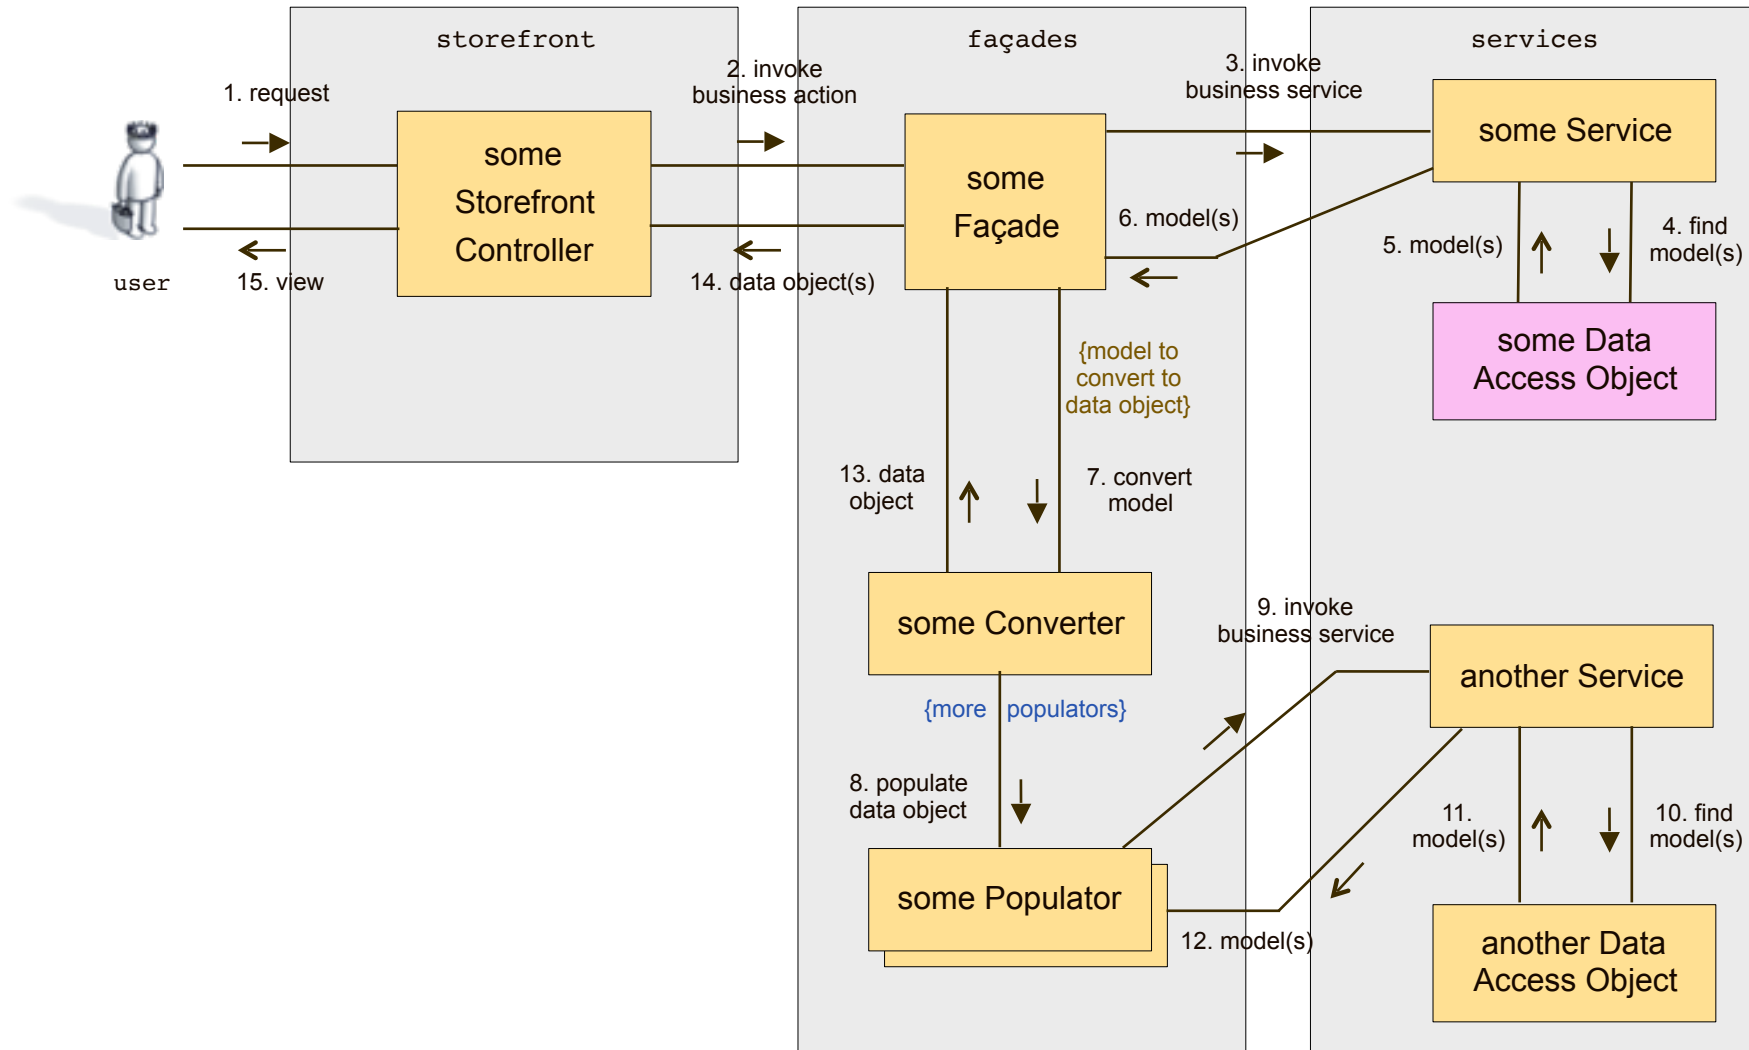 storefront
façades
services
1. request
2. invoke
business action
3. invoke
business service
some
Storefront
Controller
some
Façade
some Service
user
15. view
14. data object(s)
6. model(s)
5. model(s)
4. find
model(s)
some Data
Access Object
{model to
convert to
data object}
13. data
object
7. convert
model
some Converter
9. invoke
business service
another Service
{more populators}
8. populate
data object
11.
model(s)
10. find
model(s)
some Populator
12. model(s)
another Data
Access Object